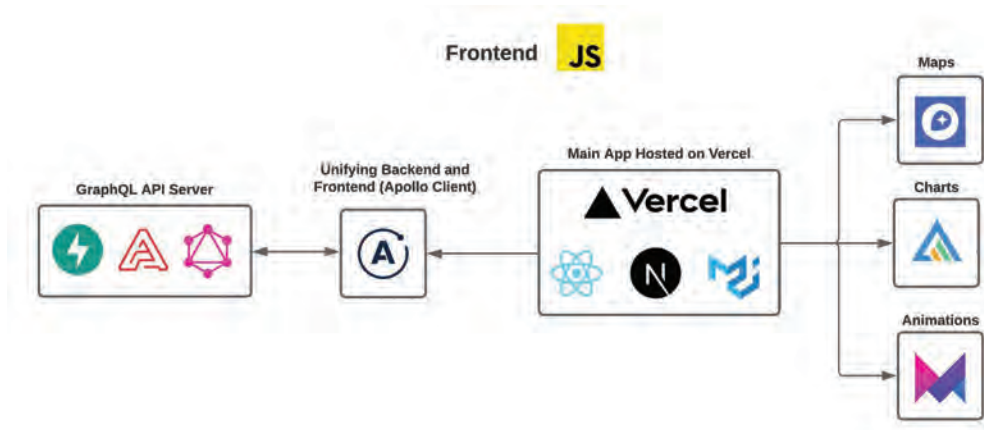 Frontend
JS
Maps
Main App Hosted on Vercel
Unifying Backend and
Frontend (Apollo Client)
GraphQL API Server
Vercel
Charts
A
N
Animations